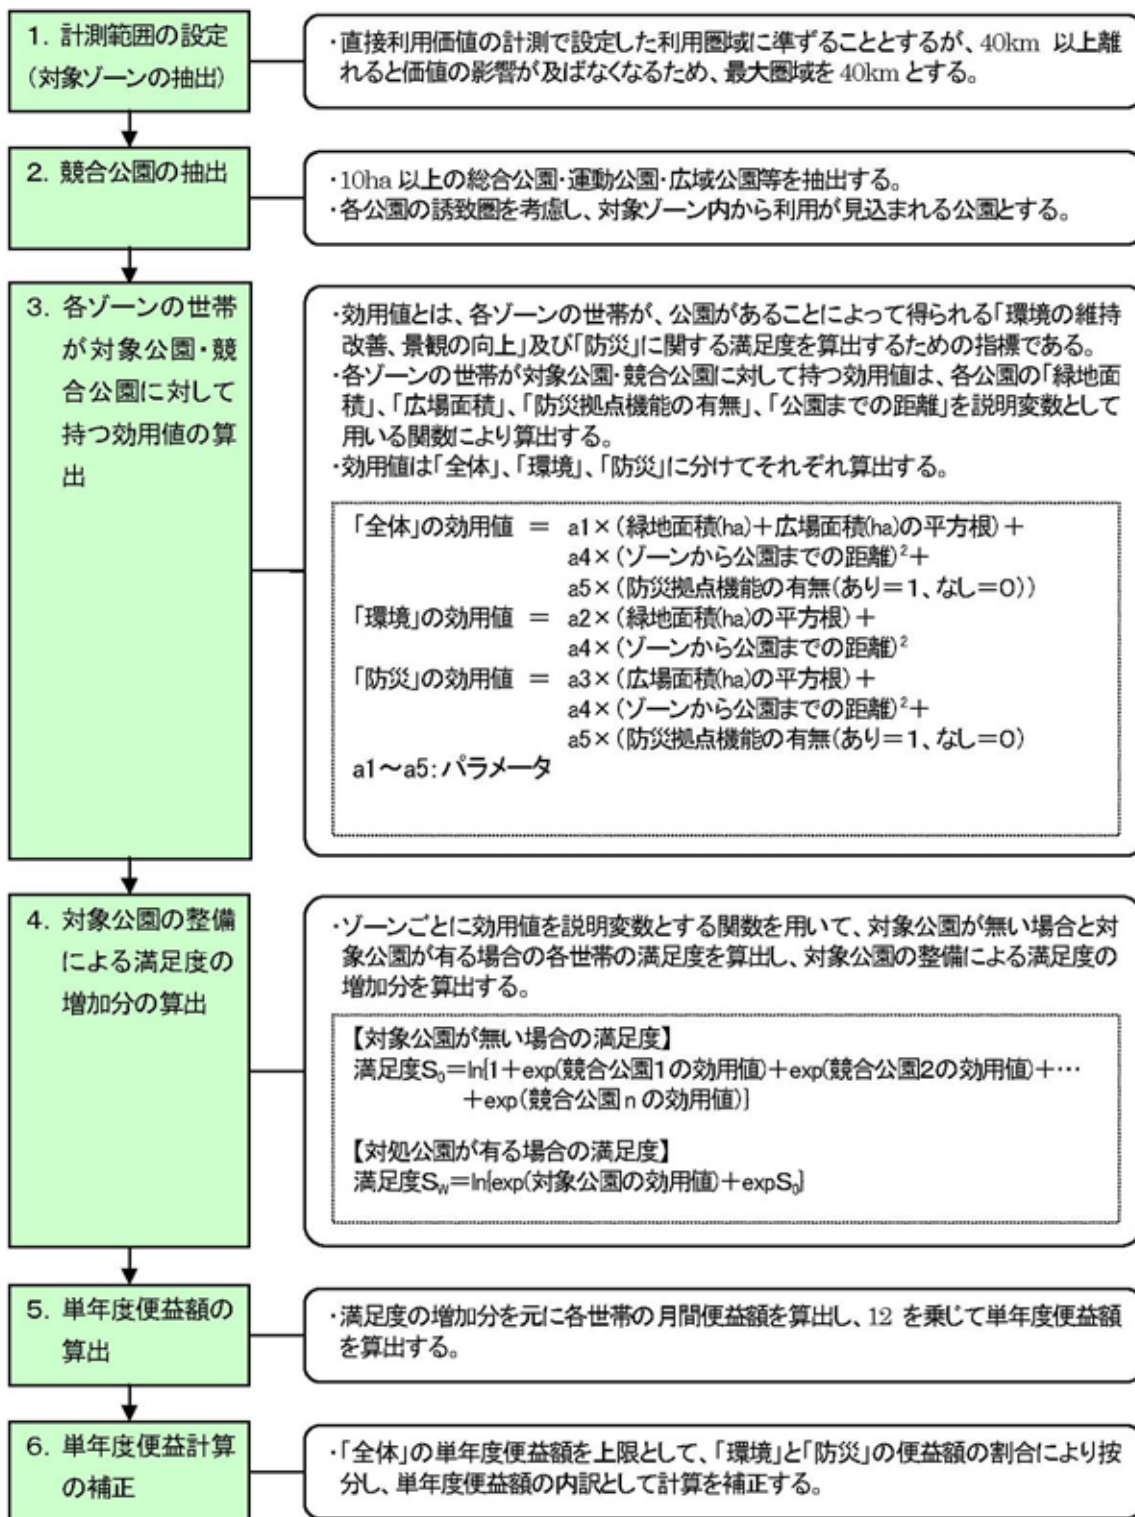 1. 計測範囲の設定
(対象ゾーンの抽出)
・直接利用価値の計測で設定した利用圏域に準ずることとするが、40km 以上離
れると価値の影響が及ばなくなるため、最大圏域を 40km とする。
2. 競合公園の抽出
・10ha 以上の総合公園・運動公園・広域公園等を抽出する。
・各公園の誘致圏を考慮し、対象ゾーン内から利用が見込まれる公園とする。
3. 各ゾーンの世帯
が対象公園・競
合公園に対して
持つ効用値の算
出
・効用値とは、各ゾーンの世帯が、公園があることによって得られる「環境の維持
改善、景観の向上」及び「防災」に関する満足度を算出するための指標である。
・各ゾーンの世帯が対象公園・競合公園に対して持つ効用値は、各公園の「緑地面
積」、「広場面積」、「防災拠点機能の有無」、「公園までの距離」を説明変数として
用いる関数により算出する。
・効用値は「全体」、「環境」、「防災」に分けてそれぞれ算出する。
「全体」の効用値 = a1×(緑地面積(ha)+広場面積(ha)の平方根)+
a4×(ゾーンから公園までの距離)²+
a5×(防災拠点機能の有無(あり=1、なし=0))
「環境」の効用値 = a2×(緑地面積(ha)の平方根)+
a4×(ゾーンから公園までの距離)²
「防災」の効用値 = a3×(広場面積(ha)の平方根)+
a4×(ゾーンから公園までの距離)²+
a5×(防災拠点機能の有無(あり=1、なし=0)
a1~a5:パラメータ
4. 対象公園の整備
による満足度の
増加分の算出
・ゾーンごとに効用値を説明変数とする関数を用いて、対象公園が無い場合と対
象公園が有る場合の各世帯の満足度を算出し、対象公園の整備による満足度の
増加分を算出する。
【対象公園が無い場合の満足度】
満足度S₀=ln{1+exp(競合公園1の効用値)+exp(競合公園2の効用値)+…
+exp(競合公園nの効用値)}
【対処公園が有る場合の満足度】
満足度Sw=ln{exp(対象公園の効用値)+expS₀}
5. 単年度便益額の
算出
・満足度の増加分を元に各世帯の月間便益額を算出し、12 を乗じて単年度便益額
を算出する。
6. 単年度便益計算
の補正
・「全体」の単年度便益額を上限として、「環境」と「防災」の便益額の割合により按
分し、単年度便益額の内訳として計算を補正する。